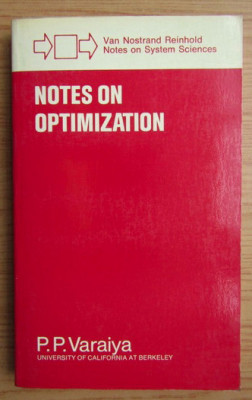 Van Nostrand Reinhold
Notes on System Sciences
NOTES ON
OPTIMIZATION
P.P.Varaiya
UNIVERSITY OF CALIFORNIA AT BERKELEY